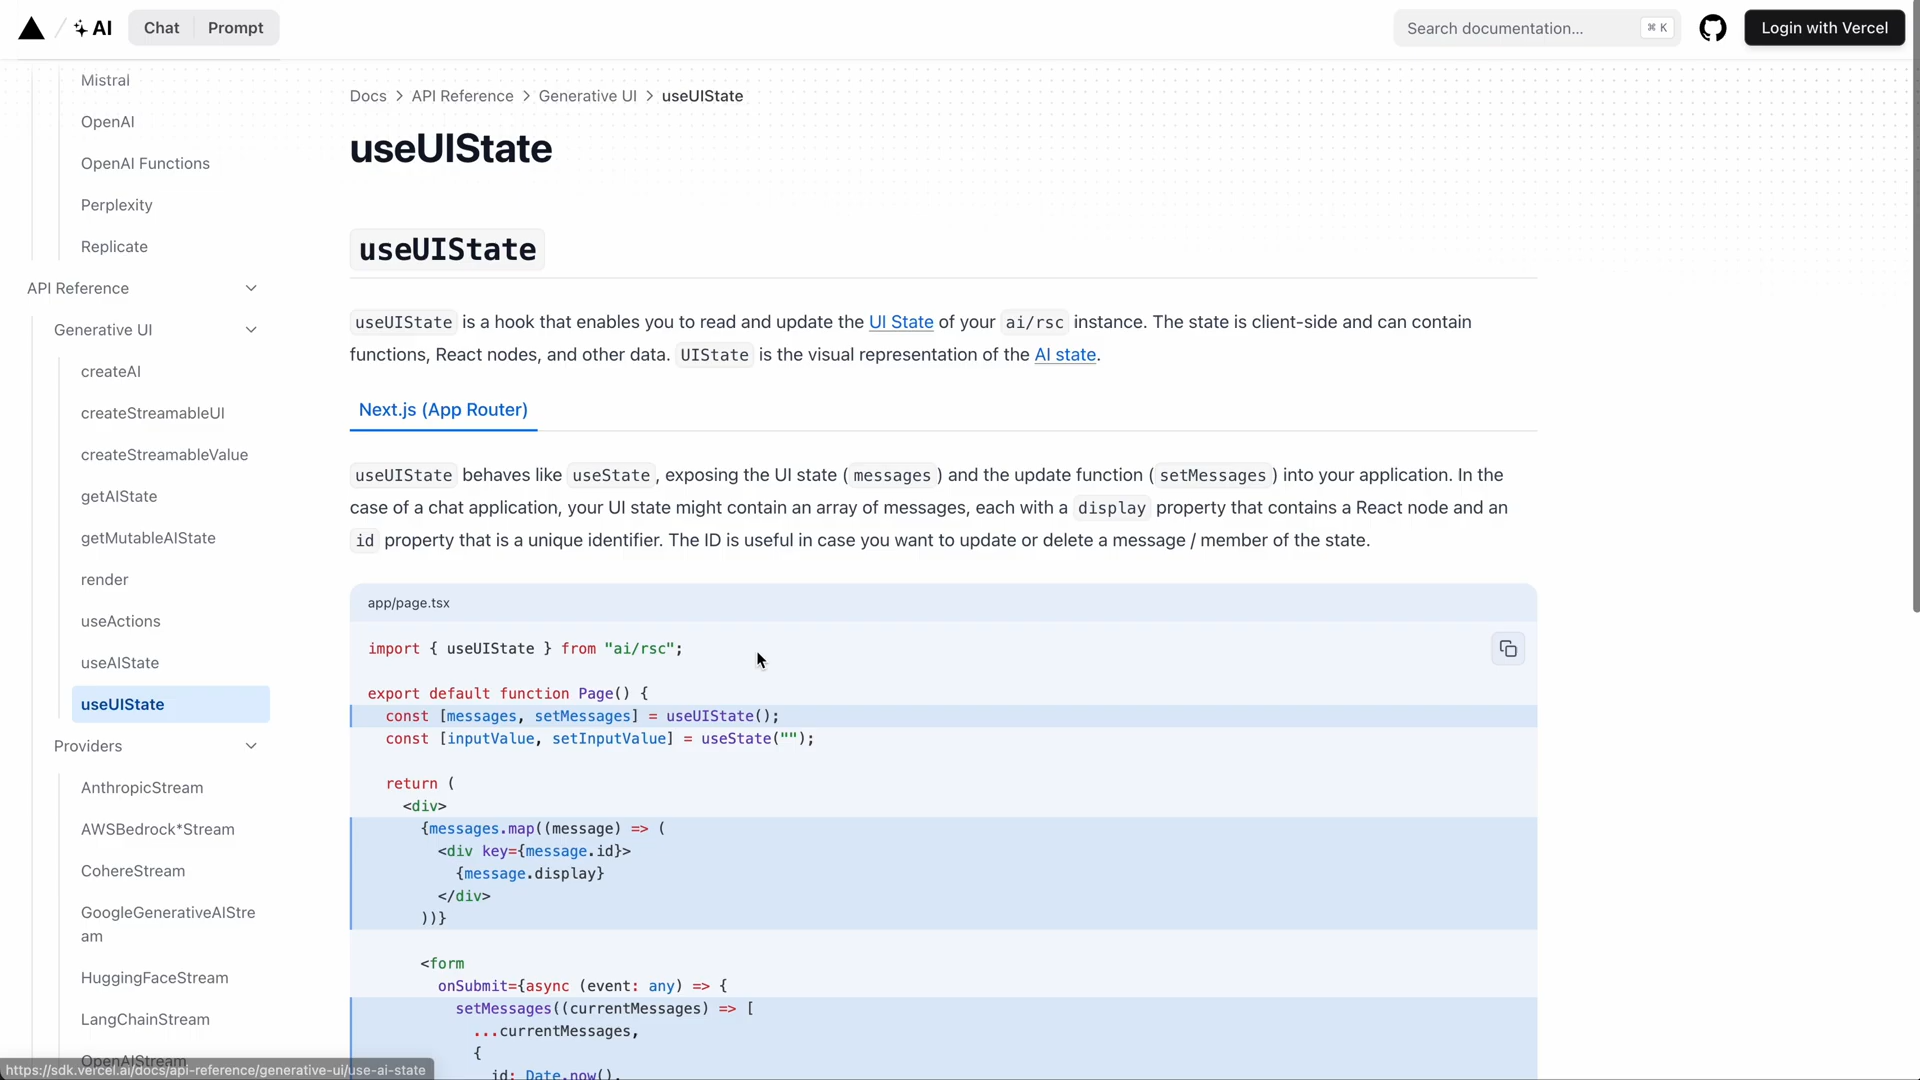 AI
Chat
Prompt
Search documentation...
⌘ K
Login with Vercel
Mistral
OpenAI
OpenAI Functions
Perplexity
Replicate
API Reference
Generative UI
createAI
createStreamableUI
createStreamableValue
getAIState
getMutableAIState
render
useActions
useAIState
useUIState
Providers
AnthropicStream
AWSBedrock*Stream
CohereStream
GoogleGenerativeAIStre
am
HuggingFaceStream
LangChainStream
OpenAIStream
https://sdk.vercel.ai/docs/api-reference/generative-ui/use-ai-state
Docs > API Reference > Generative UI > useUIState
useUIState
useUIState
useUIState is a hook that enables you to read and update the UI State of your ai/rsc instance. The state is client-side and can contain
functions, React nodes, and other data. UIState is the visual representation of the AI state.
Next.js (App Router)
useUIState behaves like useState, exposing the UI state (messages) and the update function (setMessages) into your application. In the
case of a chat application, your UI state might contain an array of messages, each with a display property that contains a React node and an
id property that is a unique identifier. The ID is useful in case you want to update or delete a message / member of the state.
app/page.tsx
import { useUIState } from "ai/rsc";
export default function Page() {
const [messages, setMessages] = useUIState();
const [inputValue, setInputValue] = useState("");
return (
<div>
{messages.map((message) => (
<div key={message.id}>
{message.display}
</div>
))}
<form
onSubmit={async (event: any) => {
setMessages((currentMessages) => [
...currentMessages,
{
id: Date.now(),